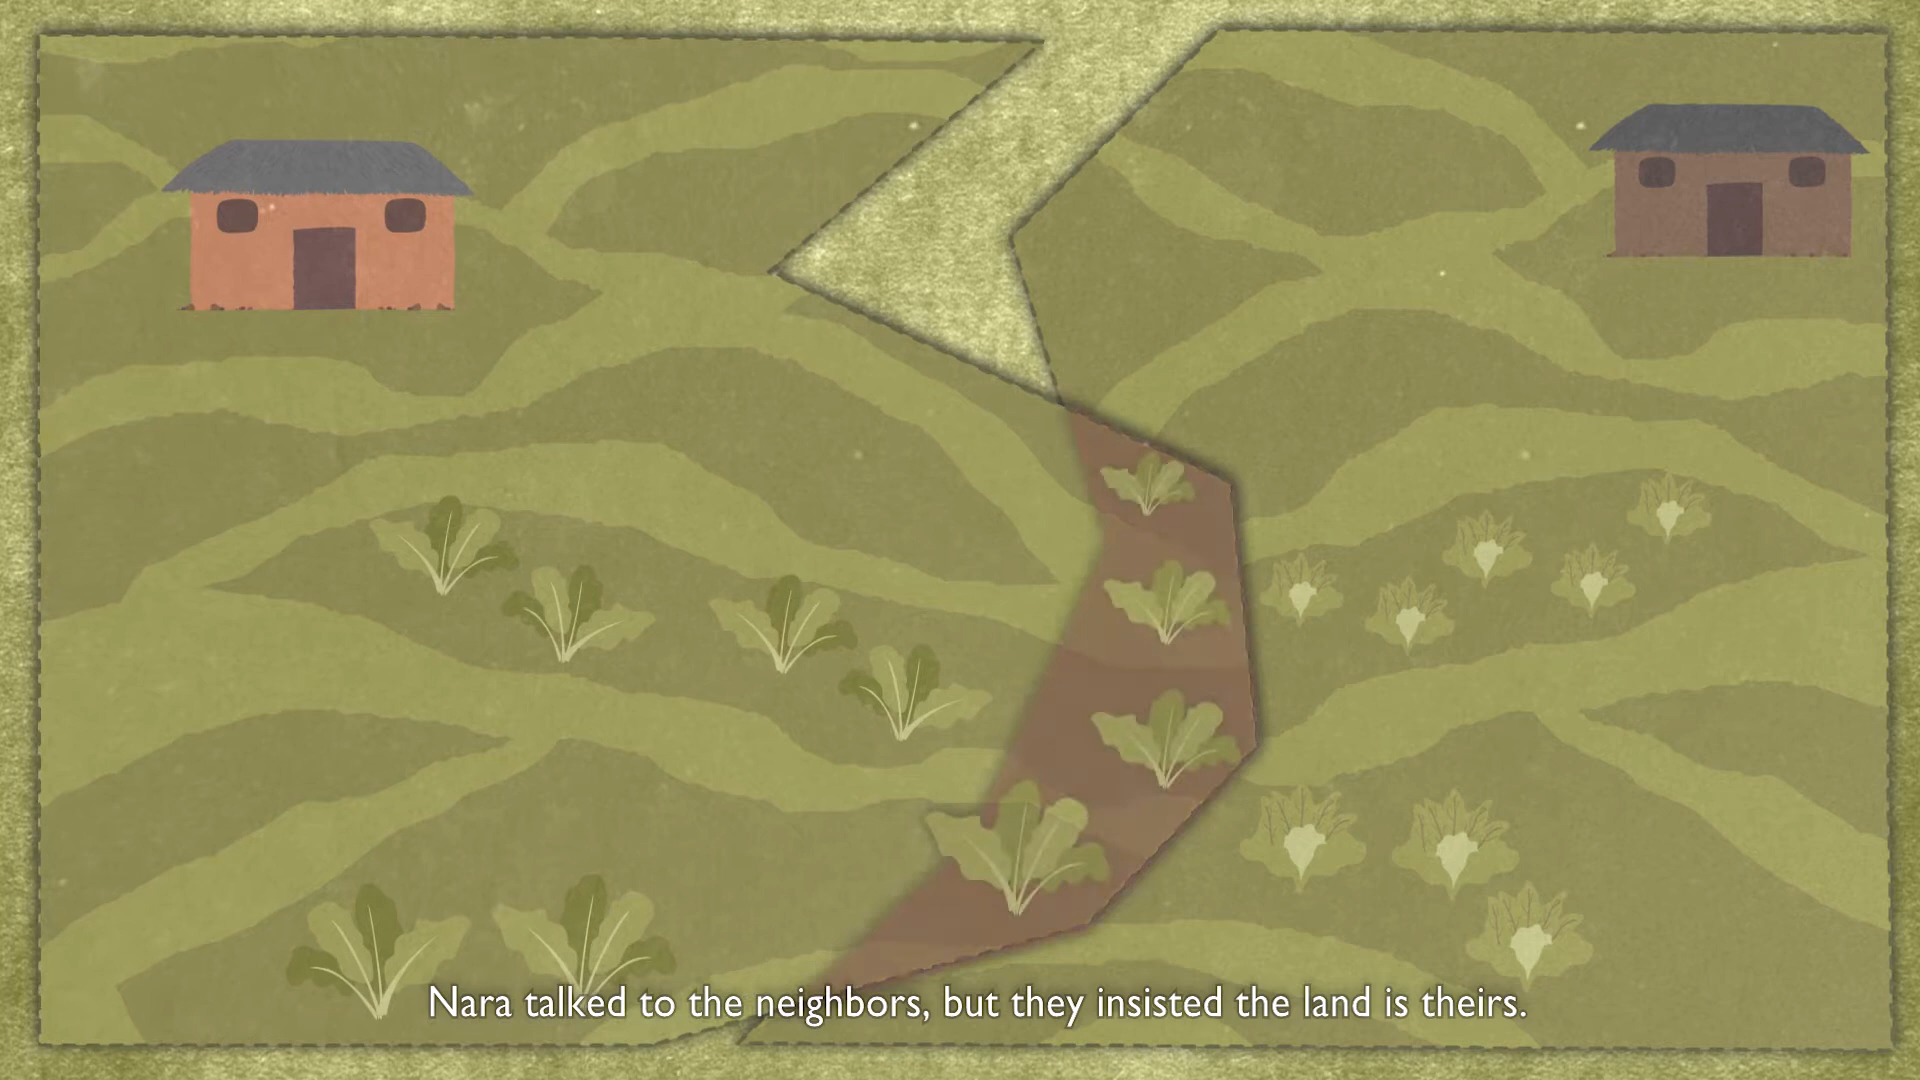 Nara talked to the neighbors, but they insisted the land is theirs.